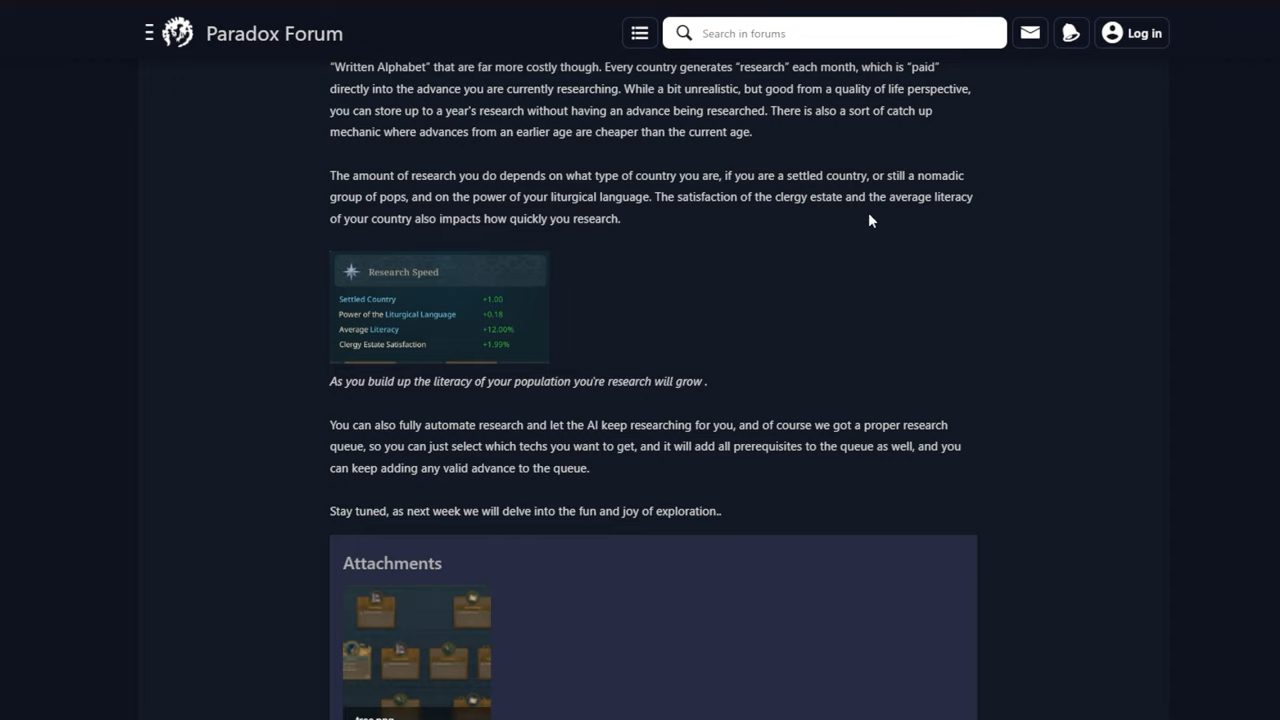 Paradox Forum
Search in forums
Log in
“Written Alphabet” that are far more costly though. Every country generates “research” each month, which is “paid”
directly into the advance you are currently researching. While a bit unrealistic, but good from a quality of life perspective,
you can store up to a year's research without having an advance being researched. There is also a sort of catch up
mechanic where advances from an earlier age are cheaper than the current age.
The amount of research you do depends on what type of country you are, if you are a settled country, or still a nomadic
group of pops, and on the power of your liturgical language. The satisfaction of the clergy estate and the average literacy
of your country also impacts how quickly you research.
Research Speed
Settled Country +1.00
Power of the Liturgical Language +0.18
Average Literacy +12.00%
Clergy Estate Satisfaction +1.99%
As you build up the literacy of your population you're research will grow .
You can also fully automate research and let the AI keep researching for you, and of course we got a proper research
queue, so you can just select which techs you want to get, and it will add all prerequisites to the queue as well, and you
can keep adding any valid advance to the queue.
Stay tuned, as next week we will delve into the fun and joy of exploration..
Attachments